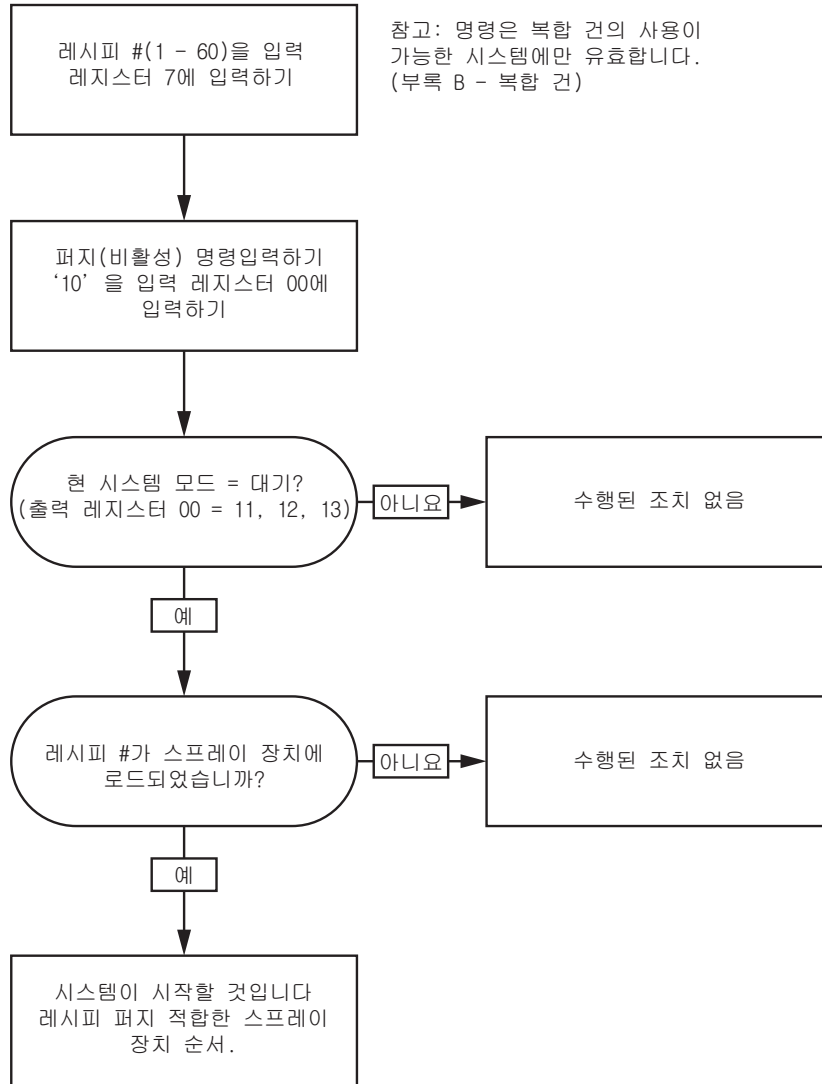 레시피 #(1 - 60)을 입력
레지스터 7에 입력하기
참고: 명령은 복합 건의 사용이
가능한 시스템에만 유효합니다.
(부록 B - 복합 건)
퍼지(비활성) 명령입력하기
‘10’을 입력 레지스터 00에
입력하기
현 시스템 모드 = 대기?
(출력 레지스터 00 = 11, 12, 13)
아니요
수행된 조치 없음
예
레시피 #가 스프레이 장치에
로드되었습니까?
아니요
수행된 조치 없음
예
시스템이 시작할 것입니다
레시피 퍼지 적합한 스프레이
장치 순서.